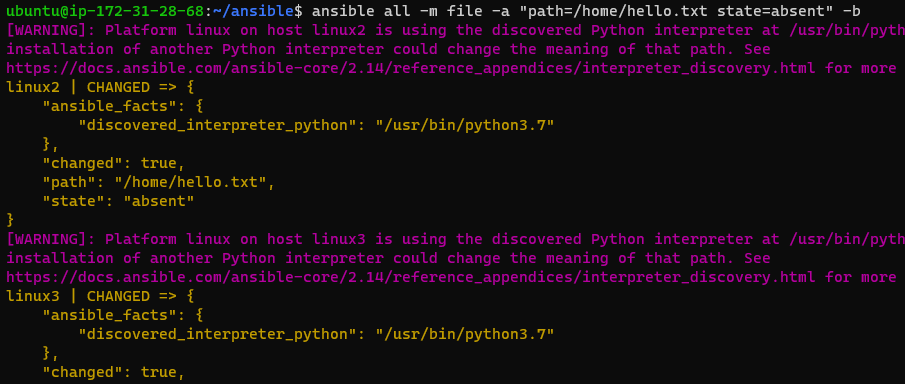 ubuntu@ip-172-31-28-68:~/ansible$ ansible all -m file -a "path=/home/hello.txt state=absent" -b
[WARNING]: Platform linux on host linux2 is using the discovered Python interpreter at /usr/bin/pyth
installation of another Python interpreter could change the meaning of that path. See
https://docs.ansible.com/ansible-core/2.14/reference_appendices/interpreter_discovery.html for more
linux2 | CHANGED => {
    "ansible_facts": {
        "discovered_interpreter_python": "/usr/bin/python3.7"
    },
    "changed": true,
    "path": "/home/hello.txt",
    "state": "absent"
}
[WARNING]: Platform linux on host linux3 is using the discovered Python interpreter at /usr/bin/pyth
installation of another Python interpreter could change the meaning of that path. See
https://docs.ansible.com/ansible-core/2.14/reference_appendices/interpreter_discovery.html for more
linux3 | CHANGED => {
    "ansible_facts": {
        "discovered_interpreter_python": "/usr/bin/python3.7"
    },
    "changed": true,